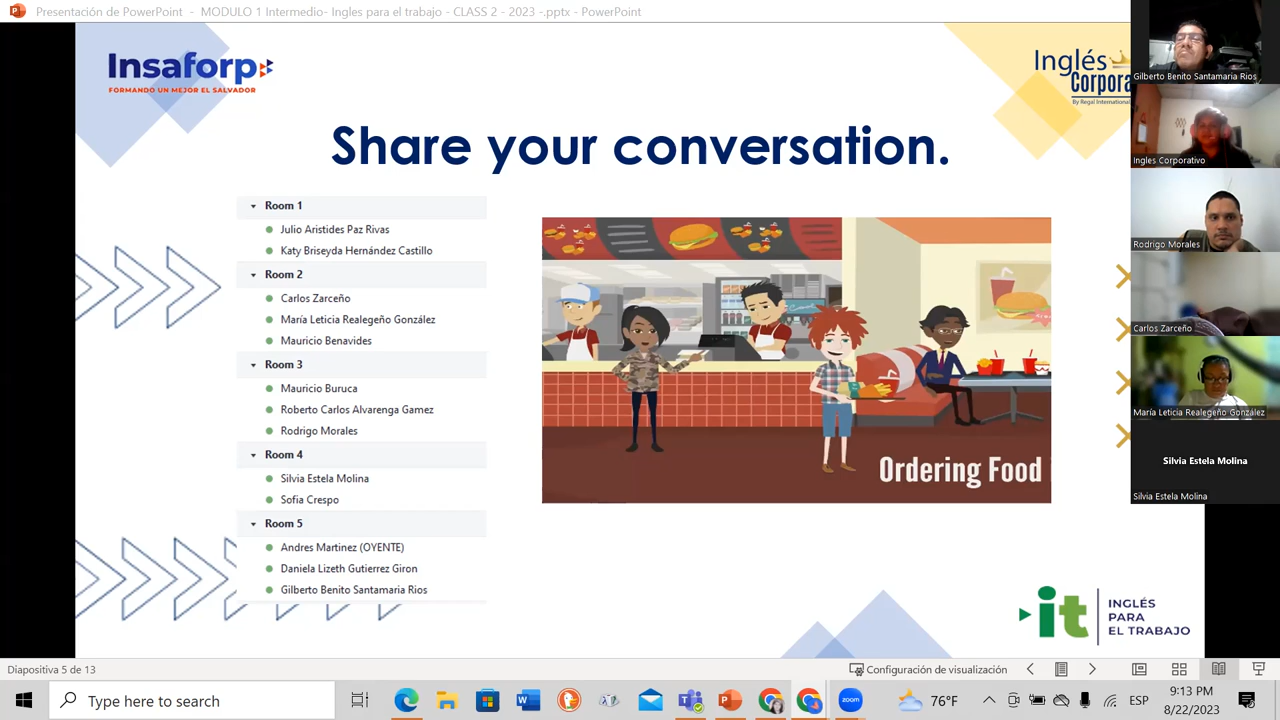 Presentación de PowerPoint - MODULO 1 Intermedio- Ingles para el trabajo - CLASS 2 - 2023 -.pptx - PowerPoint
Insaforp
FORMANDO UN MEJOR EL SALVADOR
Inglés
Corpora
By Regal International
Share your conversation.
Room 1
Julio Aristides Paz Rivas
Katy Briseyda Hernández Castillo
Room 2
Carlos Zarceño
María Leticia Realegeño González
Mauricio Benavides
Room 3
Mauricio Buruca
Roberto Carlos Alvarenga Gamez
Rodrigo Morales
Room 4
Silvia Estela Molina
Sofia Crespo
Room 5
Andres Martinez (OYENTE)
Daniela Lizeth Gutierrez Giron
Gilberto Benito Santamaria Rios
Ordering Food
it
INGLÉS
PARA
EL TRABAJO
Gilberto Benito Santamaria Rios
Ingles Corporativo
Rodrigo Morales
Carlos Zarceño
María Leticia Realegeño González
Silvia Estela Molina
Silvia Estela Molina
Diapositiva 5 de 13
Configuración de visualización
Type here to search
zoom
76°F
ESP
9:13 PM
8/22/2023